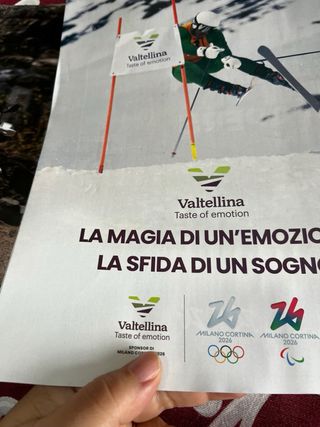 Valtellina
Taste of emotion
Valtellina
Taste of emotion
LA MAGIA DI UN'EMOZIO
LA SFIDA DI UN SOGNO
Valtellina
Taste of emotion
SPONSOR DI
MILANO CORTINA 2026
MILANO CORTINA
2026
MILANO CORTINA
2026